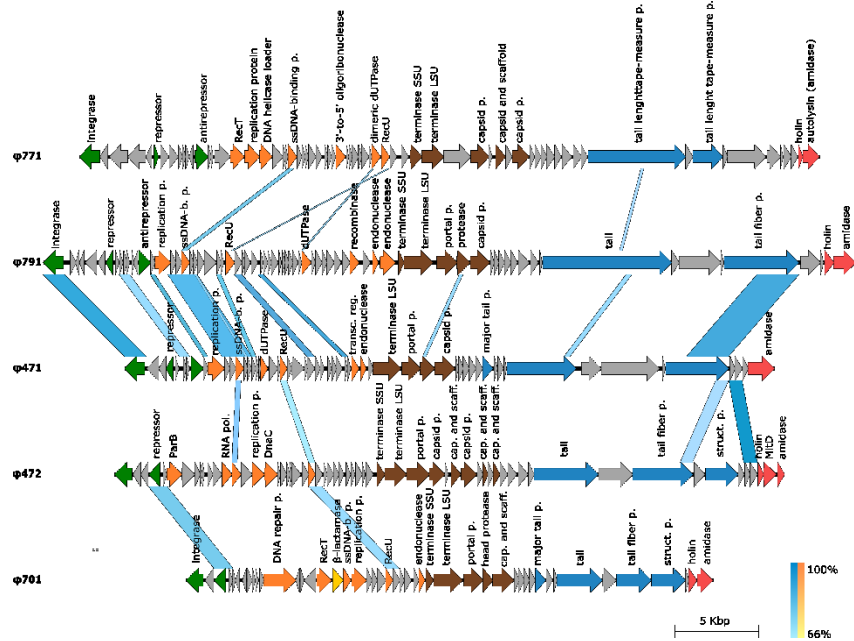 Integrase
repressor
antirepressor
RecT
replication protein
DNA helicase loader
ssDNA-binding p.
3'-to-5' oligoribonuclease
dimeric dUTPase
RecU
terminase SSU
terminase LSU
capsid p.
capsid and scaffold
capsid p.
tail lenghttape-measure p.
tail lenght tape-measure p.
holin
autolysin (amidase)
φ771
Integrase
repressor
antirepressor
replication p.
ssDNA-b. p.
RecU
dUTPase
recombinase
endonuclease
endonuclease
terminase SSU
terminase LSU
portal p.
protease
capsid p.
tail
tail fiber p.
holin
amidase
φ791
repressor
replication p.
ssDNA-b. p.
dUTPase
RecU
transc. reg.
endonuclease
terminase LSU
portal p.
capsid p.
major tail p.
tail
tail fiber p.
amidase
φ471
repressor
ParB
RNA pol.
replication p.
DnaC
terminase SSU
terminase LSU
portal p.
capsid p.
cap. and scaff.
capsid p.
cap. and scaff.
cap. and scaff.
tail
tail fiber p.
struct. p.
holin
MltD
amidase
φ472
Integrase
DNA repair p.
RecT
β-lactamase
ssDNA-b. p.
replication p.
RecU
endonuclease
terminase SSU
terminase LSU
portal p.
head protease
cap. and scaff.
major tail p.
tail
tail fiber p.
struct. p.
holin
amidase
φ701
100%
66%
5 Kbp